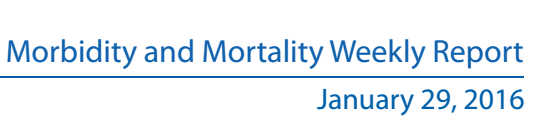 Morbidity and Mortality Weekly Report
January 29, 2016